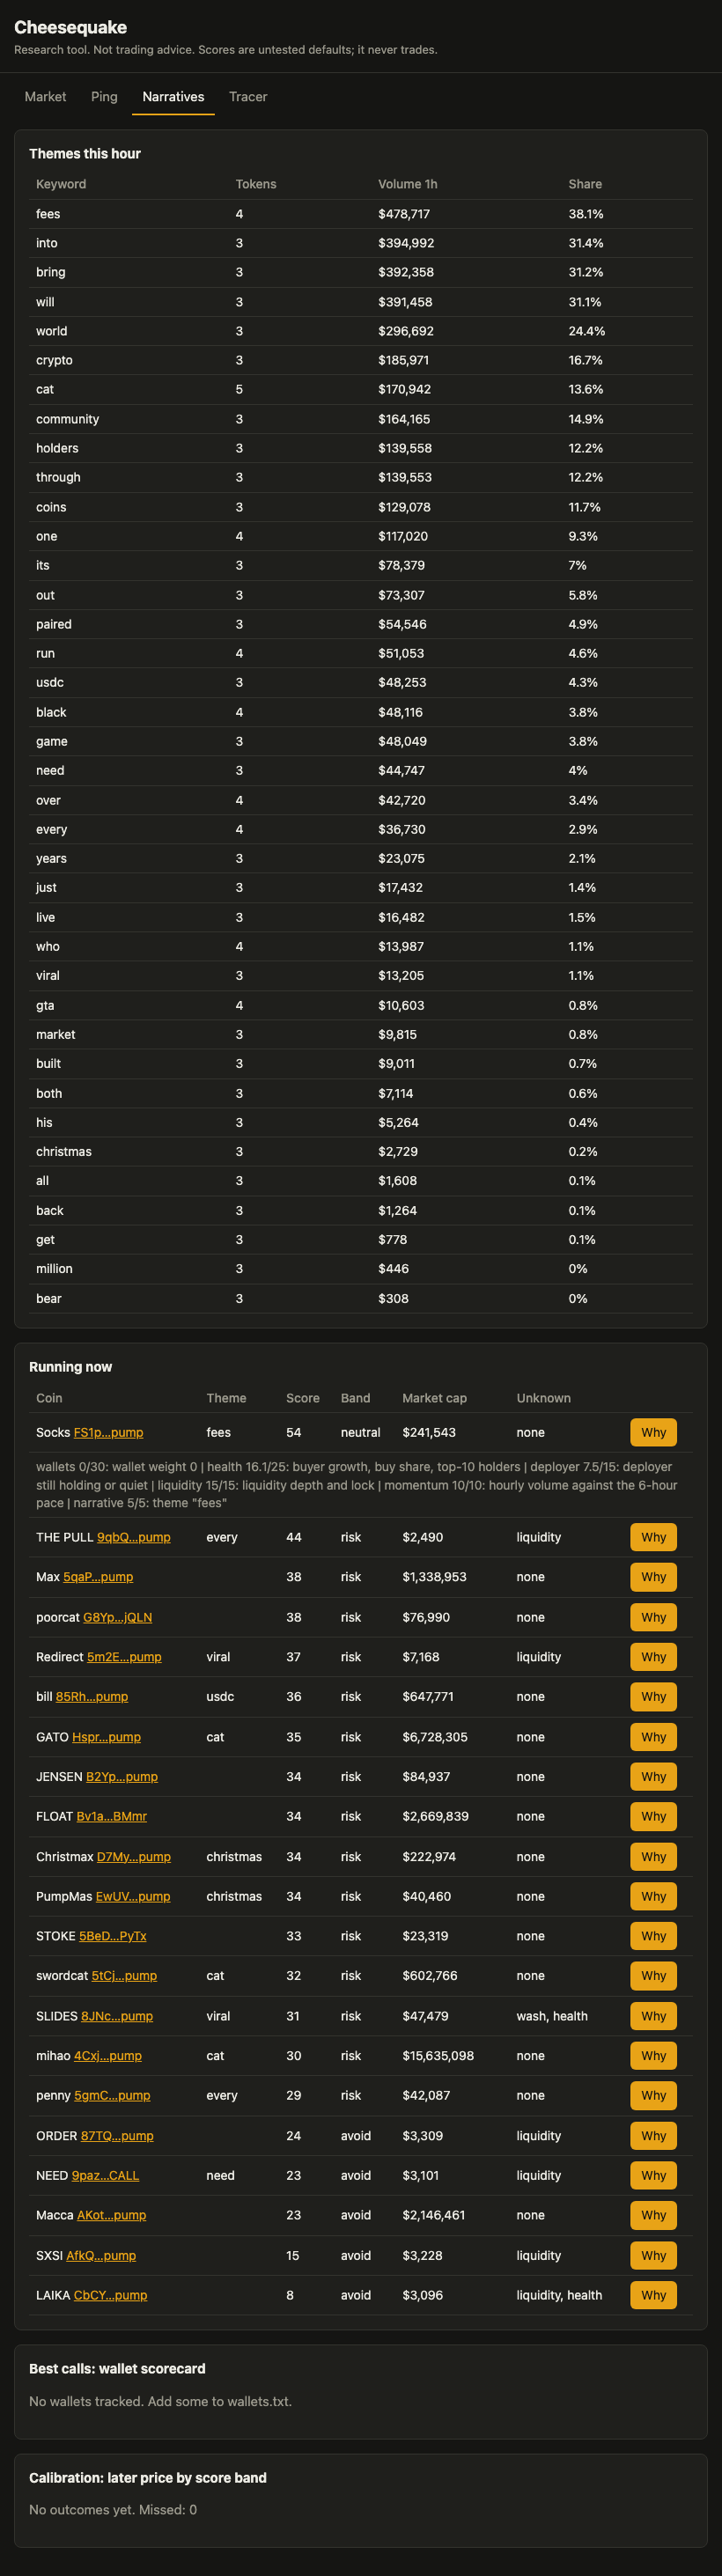 Cheesequake
Research tool. Not trading advice. Scores are untested defaults; it never trades.
Market Ping Narratives Tracer
Themes this hour
Keyword Tokens Volume 1h Share
fees 4 $478,717 38.1%
into 3 $394,992 31.4%
bring 3 $392,358 31.2%
will 3 $391,458 31.1%
world 3 $296,692 24.4%
crypto 3 $185,971 16.7%
cat 5 $170,942 13.6%
community 3 $164,165 14.9%
holders 3 $139,558 12.2%
through 3 $139,553 12.2%
coins 3 $129,078 11.7%
one 4 $117,020 9.3%
its 3 $78,379 7%
out 3 $73,307 5.8%
paired 3 $54,546 4.9%
run 4 $51,053 4.6%
usdc 3 $48,253 4.3%
black 4 $48,116 3.8%
game 3 $48,049 3.8%
need 3 $44,747 4%
over 4 $42,720 3.4%
every 4 $36,730 2.9%
years 3 $23,075 2.1%
just 3 $17,432 1.4%
live 3 $16,482 1.5%
who 4 $13,987 1.1%
viral 3 $13,205 1.1%
gta 4 $10,603 0.8%
market 3 $9,815 0.8%
built 3 $9,011 0.7%
both 3 $7,114 0.6%
his 3 $5,264 0.4%
christmas 3 $2,729 0.2%
all 3 $1,608 0.1%
back 3 $1,264 0.1%
get 3 $778 0.1%
million 3 $446 0%
bear 3 $308 0%
Running now
Coin Theme Score Band Market cap Unknown
Socks FS1p...pump fees 54 neutral $241,543 none Why
wallets 0/30: wallet weight 0 | health 16.1/25: buyer growth, buy share, top-10 holders | deployer 7.5/15: deployer
still holding or quiet | liquidity 15/15: liquidity depth and lock | momentum 10/10: hourly volume against the 6-hour
pace | narrative 5/5: theme "fees"
THE PULL 9qbQ...pump every 44 risk $2,490 liquidity Why
Max 5qaP...pump 38 risk $1,338,953 none Why
poorcat G8Yp...jQLN 38 risk $76,990 none Why
Redirect 5m2E...pump viral 37 risk $7,168 liquidity Why
bill 85Rh...pump usdc 36 risk $647,771 none Why
GATO Hspr...pump cat 35 risk $6,728,305 none Why
JENSEN B2Yp...pump 34 risk $84,937 none Why
FLOAT Bv1a...BMmr 34 risk $2,669,839 none Why
Christmax D7My...pump christmas 34 risk $222,974 none Why
PumpMas EwUV...pump christmas 34 risk $40,460 none Why
STOKE 5BeD...PyTx 33 risk $23,319 none Why
swordcat 5tCj...pump cat 32 risk $602,766 none Why
SLIDES 8JNc...pump viral 31 risk $47,479 wash, health Why
mihao 4Cxj...pump cat 30 risk $15,635,098 none Why
penny 5gmC...pump every 29 risk $42,087 none Why
ORDER 87TQ...pump 24 avoid $3,309 liquidity Why
NEED 9paz...CALL need 23 avoid $3,101 liquidity Why
Macca AKot...pump 23 avoid $2,146,461 none Why
SXSI AfkQ...pump 15 avoid $3,228 liquidity Why
LAIKA CbCY...pump 8 avoid $3,096 liquidity, health Why
Best calls: wallet scorecard
No wallets tracked. Add some to wallets.txt.
Calibration: later price by score band
No outcomes yet. Missed: 0